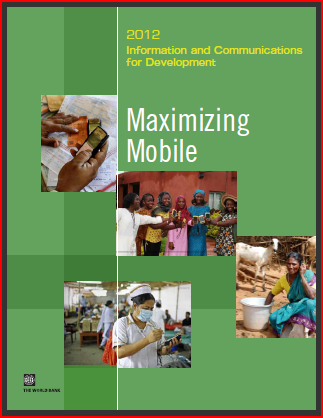 2012
Information and Communications
for Development
Maximizing
Mobile
THE WORLD BANK